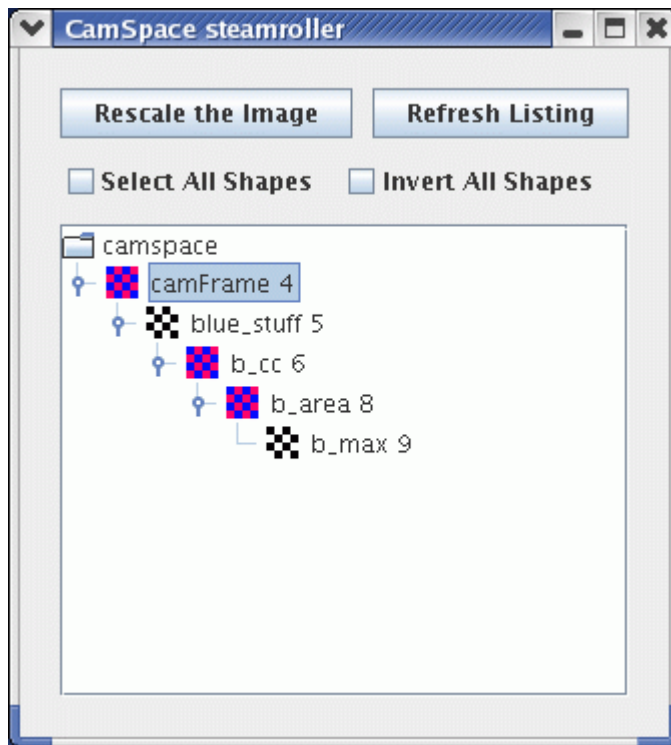 CamSpace steamroller
Rescale the Image Refresh Listing
Select All Shapes Invert All Shapes
camspace
camFrame 4
blue_stuff 5
b_cc 6
b_area 8
b_max 9